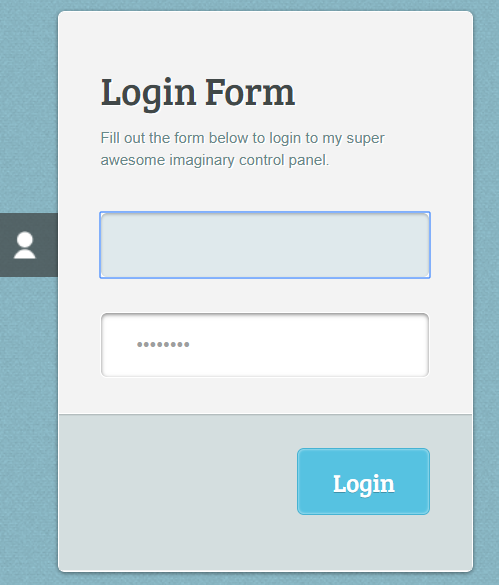 Login Form
Fill out the form below to login to my super
awesome imaginary control panel.
••••••••
Login